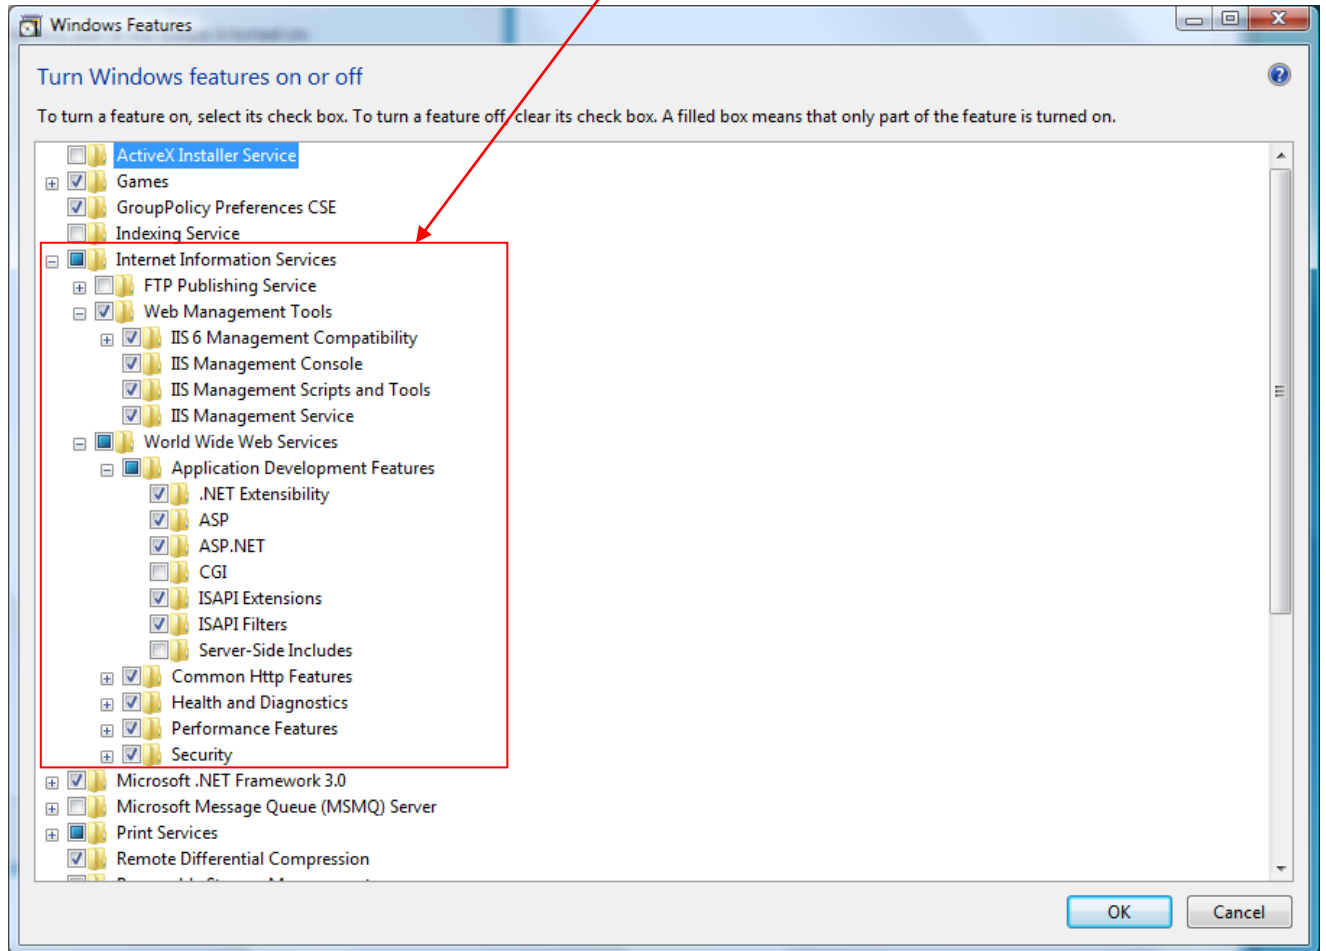 Windows Features
Turn Windows features on or off
To turn a feature on, select its check box. To turn a feature off, clear its check box. A filled box means that only part of the feature is turned on.
ActiveX Installer Service
Games
GroupPolicy Preferences CSE
Indexing Service
Internet Information Services
FTP Publishing Service
Web Management Tools
IIS 6 Management Compatibility
IIS Management Console
IIS Management Scripts and Tools
IIS Management Service
World Wide Web Services
Application Development Features
.NET Extensibility
ASP
ASP.NET
CGI
ISAPI Extensions
ISAPI Filters
Server-Side Includes
Common Http Features
Health and Diagnostics
Performance Features
Security
Microsoft .NET Framework 3.0
Microsoft Message Queue (MSMQ) Server
Print Services
Remote Differential Compression
OK Cancel